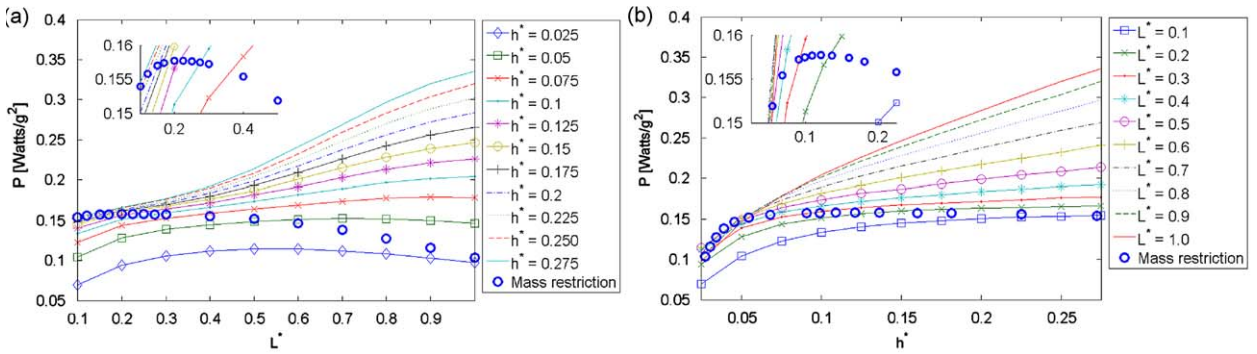 (a)
P [Watts/g²]
0.4
0.35
0.3
0.25
0.2
0.15
0.1
0.05
0.16
0.155
0.15
0.2
0.4
0.1
0.2
0.3
0.4
0.5
0.6
0.7
0.8
0.9
L*
h* = 0.025
h* = 0.05
h* = 0.075
h* = 0.1
h* = 0.125
h* = 0.15
h* = 0.175
h* = 0.2
h* = 0.225
h* = 0.250
h* = 0.275
Mass restriction
(b)
P [Watts/g²]
0.4
0.35
0.3
0.25
0.2
0.15
0.1
0.05
0.16
0.155
0.15
0.1
0.2
0.05
0.1
0.15
0.2
0.25
h*
L* = 0.1
L* = 0.2
L* = 0.3
L* = 0.4
L* = 0.5
L* = 0.6
L* = 0.7
L* = 0.8
L* = 0.9
L* = 1.0
Mass restriction